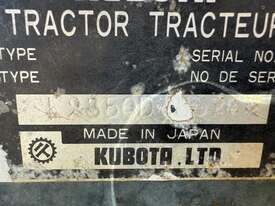 TRACTOR TRACTEUR
TYPE SERIAL NO.
TYPE NO DE SER
MADE IN JAPAN
KUBOTA.LTD